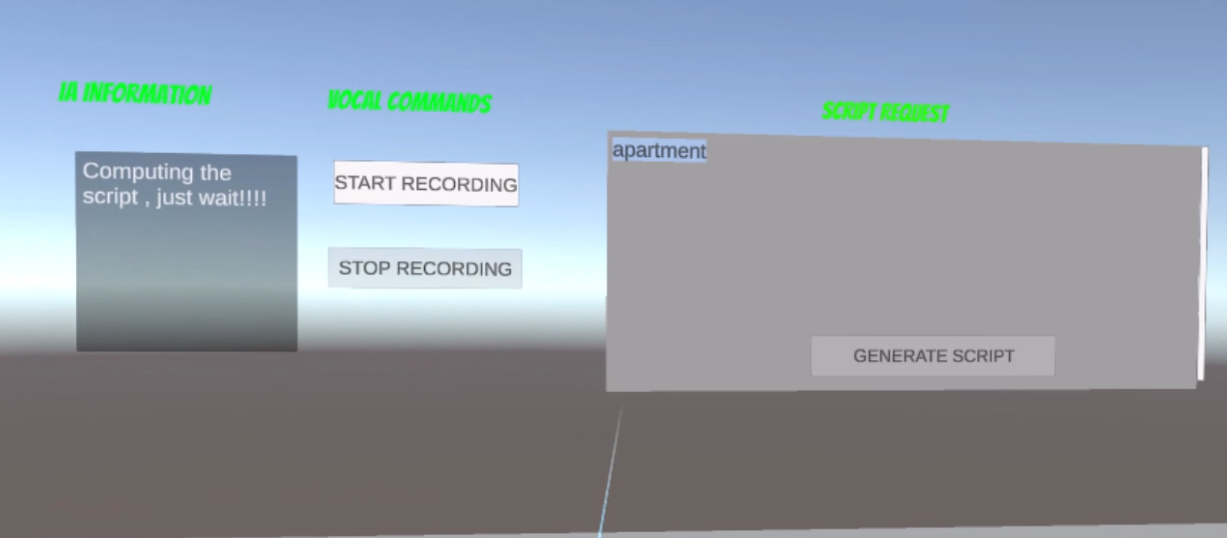 IA INFORMATION
Computing the
script , just wait!!!!
VOCAL COMMANDS
START RECORDING
STOP RECORDING
SCRIPT REQUEST
apartment
GENERATE SCRIPT